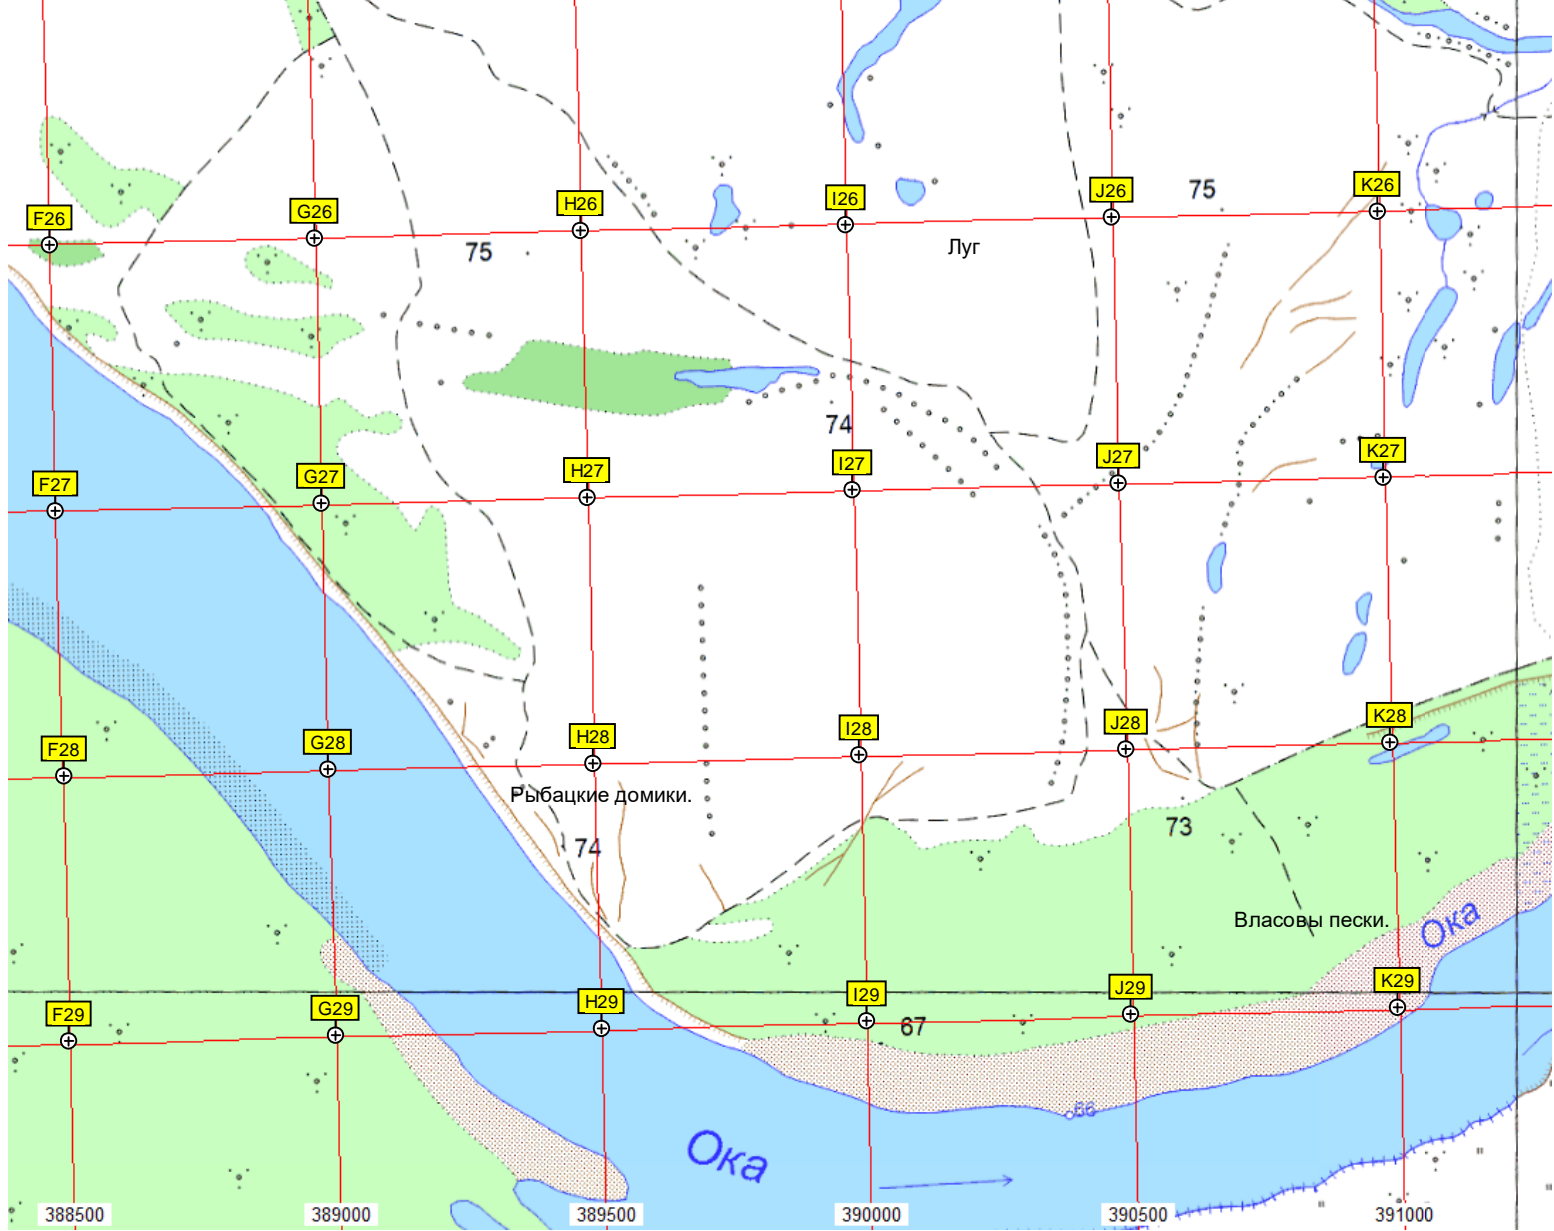 K26
J26
75
I26
H26
G26
F26
Луг
75
74
K27
J27
I27
H27
G27
F27
K28
J28
I28
H28
G28
F28
Рыбацкие домики.
73
74
Власовы пески.
Ока
K29
J29
I29
H29
G29
F29
67
66
Ока
388500 389000 389500 390000 390500 391000